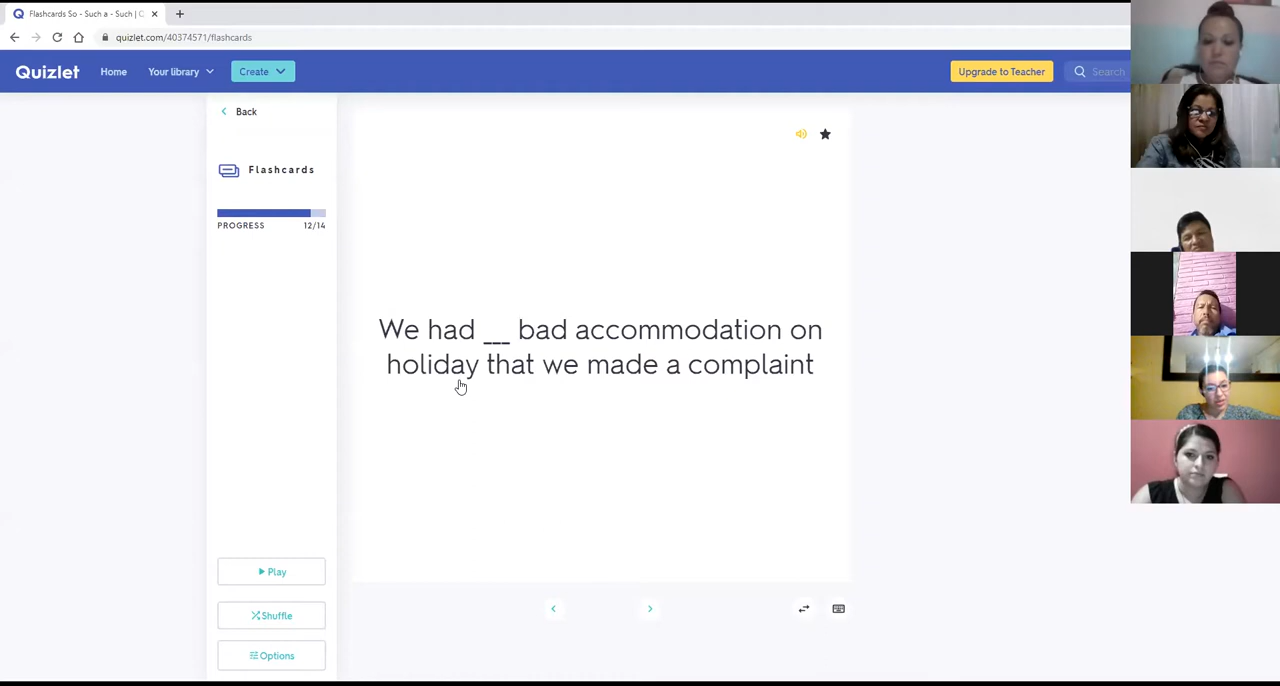 Flashcards So - Such a - Such | C
quizlet.com/40374571/flashcards
Quizlet
Home
Your library
Create
Upgrade to Teacher
Search
Back
Flashcards
PROGRESS
12/14
We had ___ bad accommodation on
holiday that we made a complaint
Play
Shuffle
Options